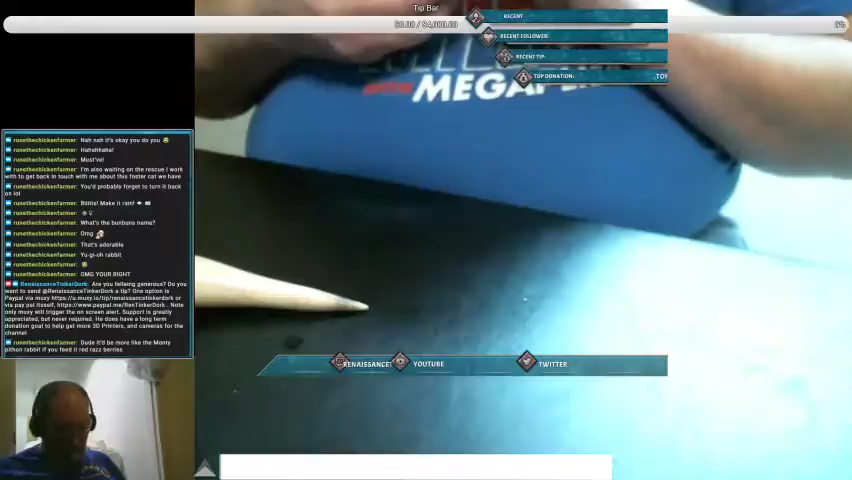 Tip Bar
$0.00 / $4,000.00
0%
RECENT
RECENT FOLLOWER:
RECENT TIP:
TOP DONATION:
WITH
runethechickenfarmer: Nah nah it's okay you do you
runethechickenfarmer: Hahahhaha!
runethechickenfarmer: Must've!
runethechickenfarmer: I'm also waiting on the rescue I work
with to get back in touch with me about this foster cat we have
runethechickenfarmer: You'd probably forget to turn it back
on lol
runethechickenfarmer: Biiiits! Make it rain!
runethechickenfarmer:
runethechickenfarmer: What's the bunbuns name?
runethechickenfarmer: Omg
runethechickenfarmer: That's adorable
runethechickenfarmer: Yu-gi-oh rabbit
runethechickenfarmer:
runethechickenfarmer: OMG YOUR RIGHT
RenaissanceTinkerDork: Are you felleing generous? Do you
want to send @RenaissanceTinkerDork a tip? One option is
Paypal via muxy https://u.muxy.io/tip/renaissancetinkerdork or
via pay pal itsself, https://www.paypal.me/RenTinkerDork . Note
only muxy will trigger the on screen alert. Support is greatly
appreciated, but never required. He does have a long term
donation goal to help get more 3D Printers, and cameras for the
channel
runethechickenfarmer: Dude it'd be more like the Monty
pithon rabbit if you feed it red razz berries
YOUTUBE
TWITTER